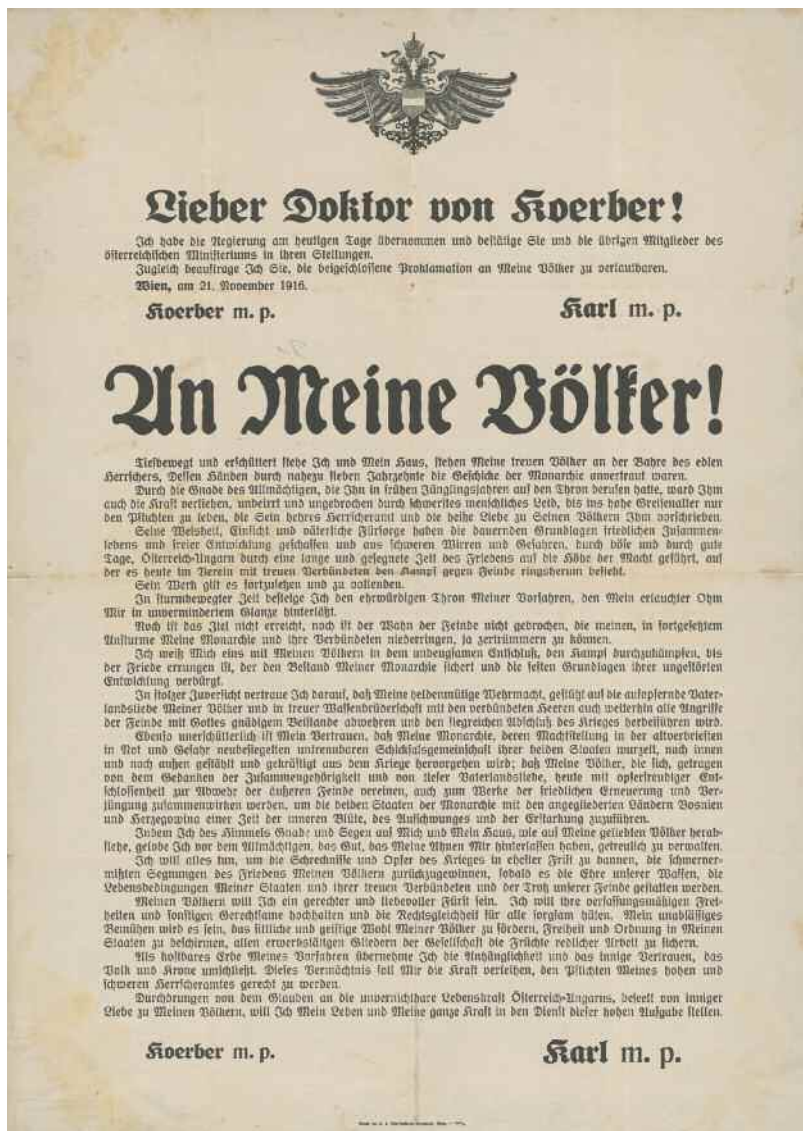 Lieber Doktor von Koerber!
Ich habe die Regierung am heutigen Tage übernommen und bestätige Sie und die übrigen Mitglieder des
österreichischen Ministeriums in ihren Stellungen.
Zugleich beauftrage Ich Sie, die beigeschlossene Proklamation an Meine Völker zu verlautbaren.
Wien, am 21. November 1916.
Koerber m. p. Karl m. p.
An Meine Völker!
Tiefbewegt und erschüttert stehe Ich und Mein Haus, stehen Meine treuen Völker an der Bahre des edlen
Herrschers, Dessen Händen durch nahezu sieben Jahrzehnte die Geschicke der Monarchie anvertraut waren.
Durch die Gnade des Allmächtigen, die Ihn in frühen Jünglingsjahren auf den Thron berufen hatte, ward Ihm
auch die Kraft verliehen, unbeirrt und ungebrochen durch schwerstes menschliches Leid, bis ins hohe Greisenalter nur
den Pflichten zu leben, die Sein hehres Herrscheramt und die heiße Liebe zu Seinen Völkern Ihm vorschrieben.
Seine Weisheit, Einsicht und väterliche Fürsorge haben die dauernden Grundlagen friedlichen Zusammen-
lebens und freier Entwicklung geschaffen und aus schweren Wirren und Gefahren, durch böse und durch gute
Tage, Österreich-Ungarn durch eine lange und gesegnete Zeit des Friedens auf die Höhe der Macht geführt, auf
der es heute im Verein mit treuen Verbündeten den Kampf gegen Feinde ringsherum besteht.
Sein Werk gilt es fortzusetzen und zu vollenden.
In sturmbewegter Zeit besteige Ich den ehrwürdigen Thron Meiner Vorfahren, den Mein erlauchter Ohm
Mir in unvermindertem Glanze hinterläßt.
Noch ist das Ziel nicht erreicht, noch ist der Wahn der Feinde nicht gebrochen, die meinen, in fortgesetztem
Ansturme Meine Monarchie und ihre Verbündeten niederringen, ja zertrümmern zu können.
Ich weiß Mich eins mit Meinen Völkern in dem unbeugsamen Entschluß, den Kampf durchzukämpfen, bis
der Friede errungen ist, der den Bestand Meiner Monarchie sichert und die festen Grundlagen ihrer ungestörten
Entwicklung verbürgt.
In stolzer Zuversicht vertraue Ich darauf, daß Meine heldenmütige Wehrmacht, gestützt auf die aufopfernde Vater-
landsliebe Meiner Völker und in treuer Waffenbrüderschaft mit den verbündeten Heeren auch weiterhin alle Angriffe
der Feinde mit Gottes gnädigem Beistande abwehren und den siegreichen Abschluß des Krieges herbeiführen wird.
Ebenso unerschütterlich ist Mein Vertrauen, daß Meine Monarchie, deren Machtstellung in der altverbrieften
in Not und Gefahr neubesiegelten untrennbaren Schicksalsgemeinschaft ihrer beiden Staaten wurzelt, nach innen
und nach außen gestählt und gekräftigt aus dem Kriege hervorgehen wird; daß Meine Völker, die sich, getragen
von dem Gedanken der Zusammengehörigkeit und von tiefer Vaterlandsliebe, heute mit opferfreudiger Ent-
schlossenheit zur Abwehr der äußeren Feinde vereinen, auch zum Werke der friedlichen Erneuerung und Ver-
jüngung zusammenwirken werden, um die beiden Staaten der Monarchie mit den angegliederten Ländern Bosnien
und Herzegowina einer Zeit der inneren Blüte, des Aufschwunges und der Erstarkung zuzuführen.
Indem Ich des Himmels Gnade und Segen auf Mich und Mein Haus, wie auf Meine geliebten Völker herab-
flehe, gelobe Ich vor dem Allmächtigen, das Gut, das Meine Ahnen Mir hinterlassen haben, getreulich zu verwalten.
Ich will alles tun, um die Schrecknisse und Opfer des Krieges in ehester Frist zu bannen, die schwerver-
mißten Segnungen des Friedens Meinen Völkern zurückzugewinnen, sobald es die Ehre unserer Waffen, die
Lebensbedingungen Meiner Staaten und ihrer treuen Verbündeten und der Trotz unserer Feinde gestatten werden.
Meinen Völkern will Ich ein gerechter und liebevoller Fürst sein. Ich will ihre verfassungsmäßigen Frei-
heiten und sonstigen Gerechtsame hochhalten und die Rechtsgleichheit für alle sorgsam hüten. Mein unablässiges
Bemühen wird es sein, das sittliche und geistige Wohl Meiner Völker zu fördern, Freiheit und Ordnung in Meinen
Staaten zu beschirmen, allen erwerbstätigen Gliedern der Gesellschaft die Früchte redlicher Arbeit zu sichern.
Als kostbares Erbe Meines Vorfahren übernehme Ich die Anhänglichkeit und das innige Vertrauen, das
Volk und Krone umschließt. Dieses Vermächtnis soll Mir die Kraft verleihen, den Pflichten Meines hohen und
schweren Herrscheramtes gerecht zu werden.
Durchdrungen von dem Glauben an die unvernichtbare Lebenskraft Österreich-Ungarns, beseelt von inniger
Liebe zu Meinen Völkern, will Ich Mein Leben und Meine ganze Kraft in den Dienst dieser hohen Aufgabe stellen.
Koerber m. p. Karl m. p.